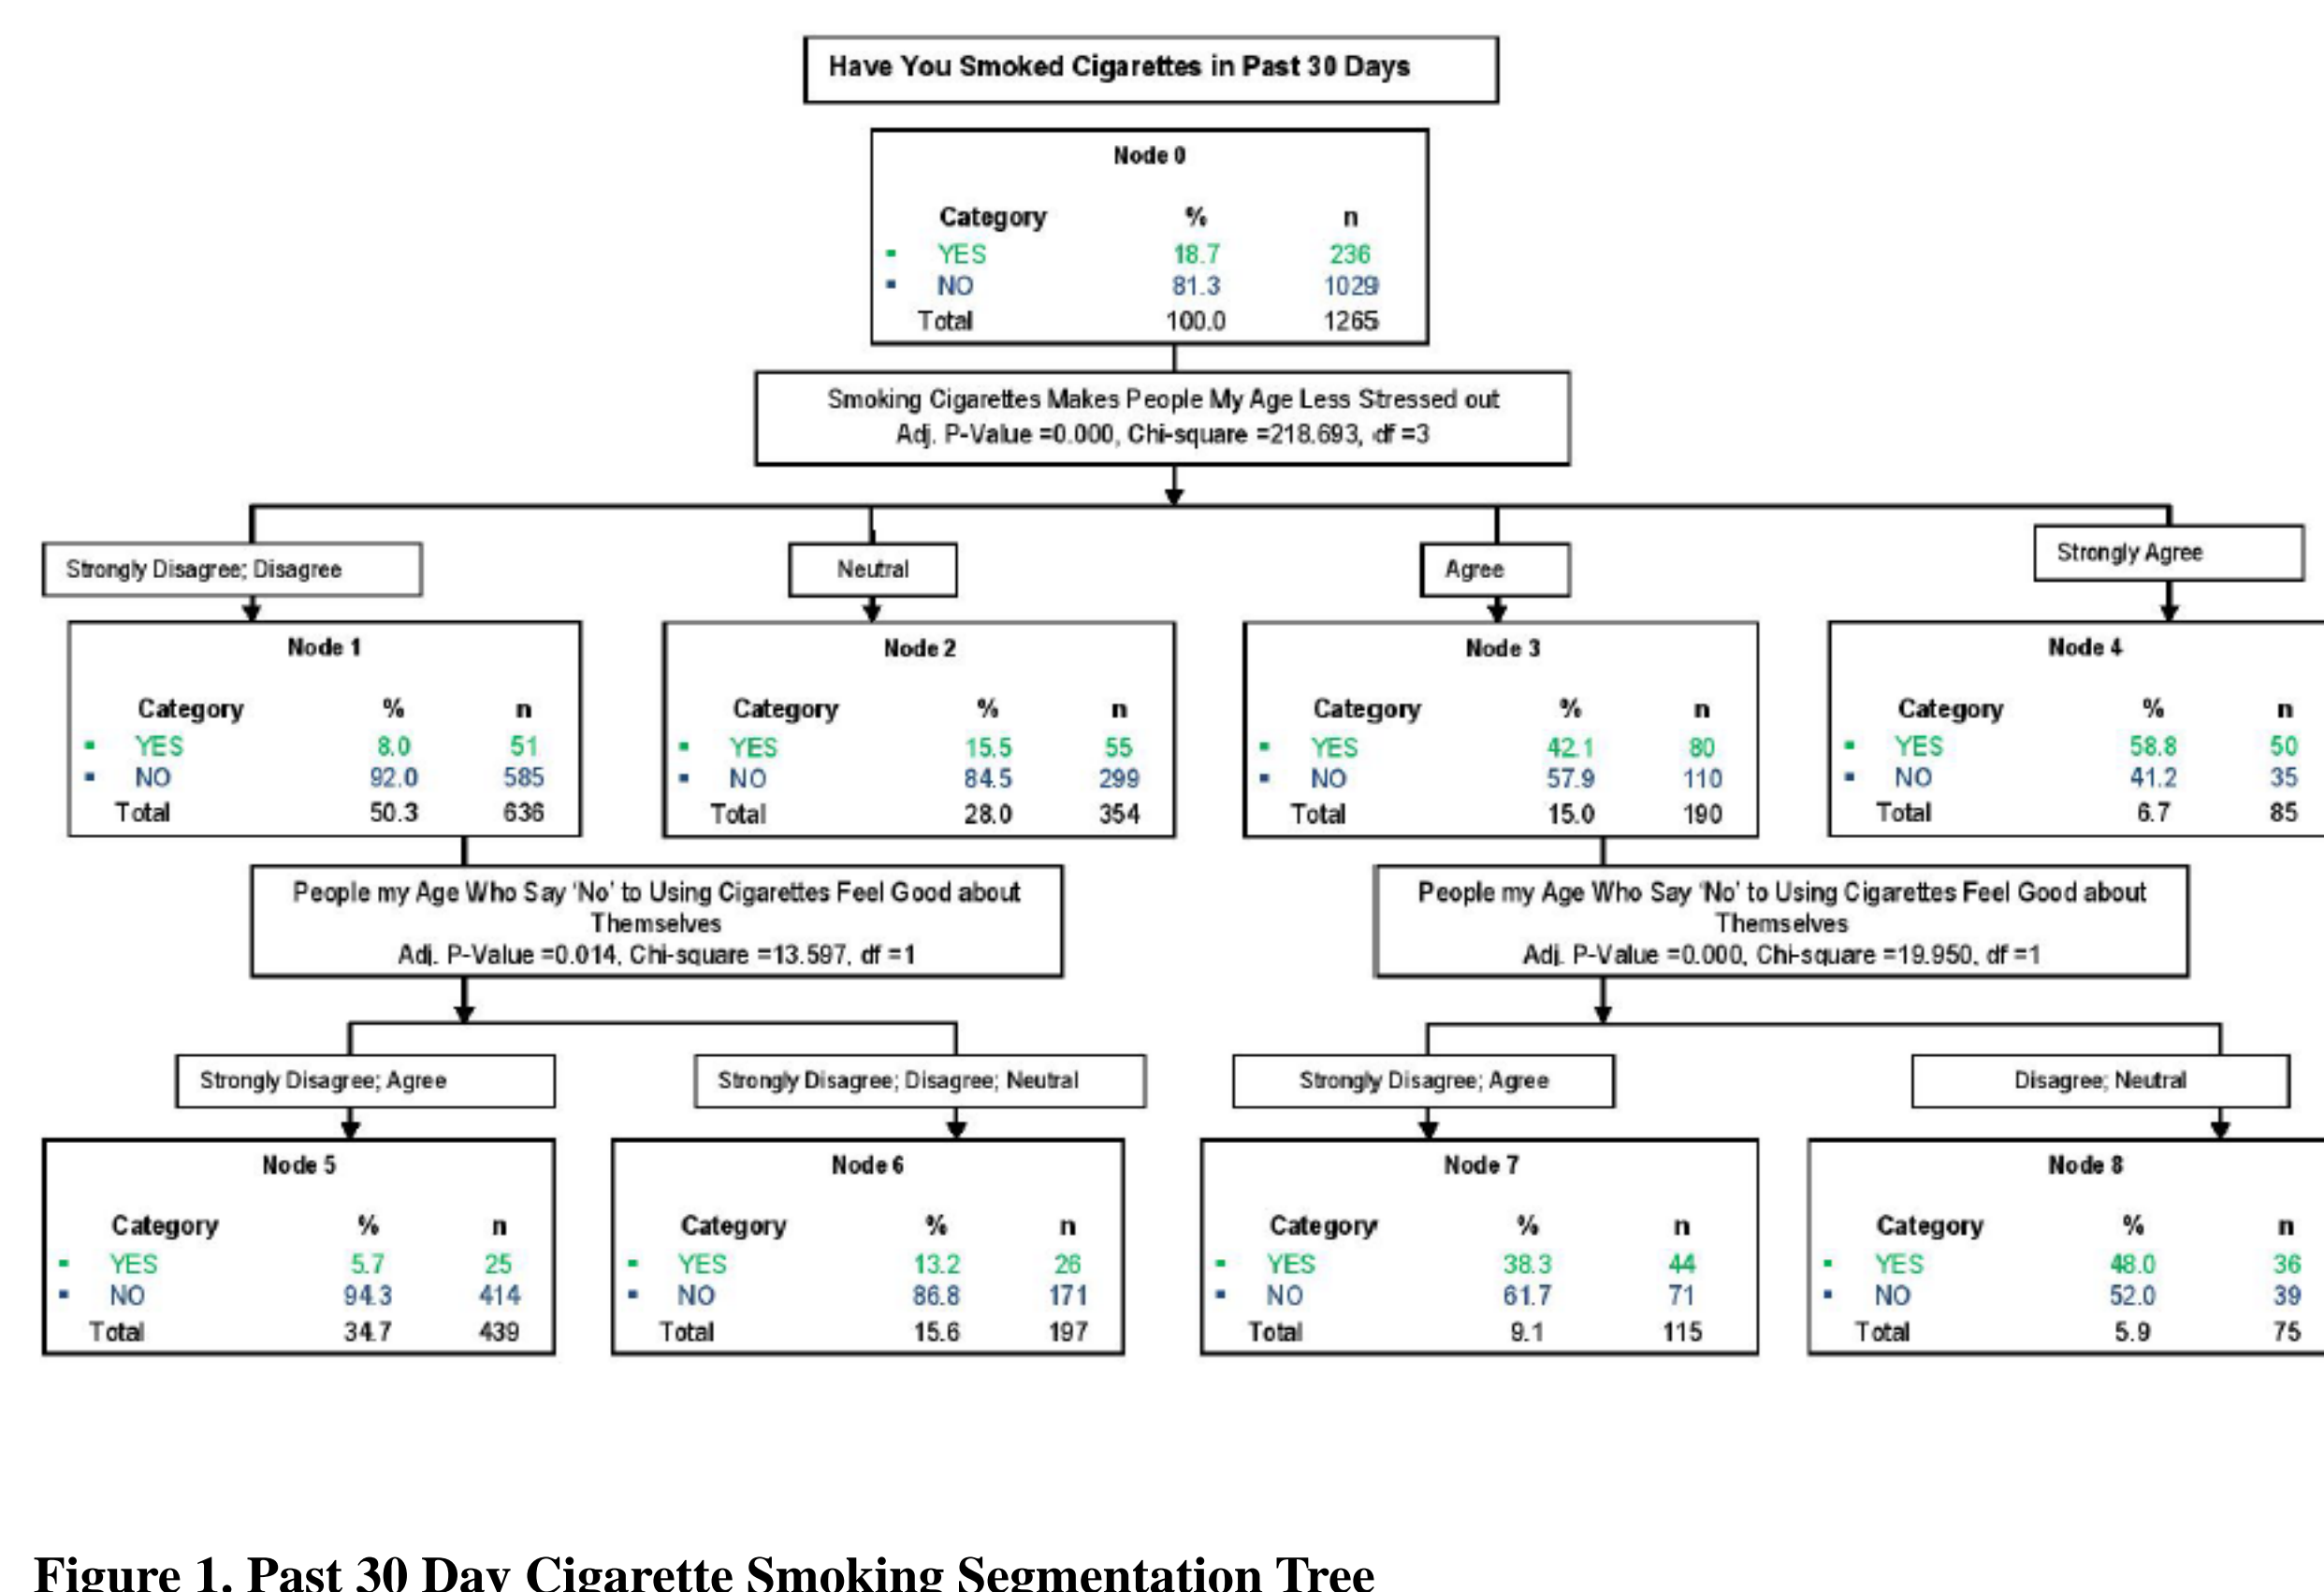 Have You Smoked Cigarettes in Past 30 Days
Node 0
Category % n
YES 18.7 236
NO 81.3 1029
Total 100.0 1265
Smoking Cigarettes Makes People My Age Less Stressed out
Adj. P-Value =0.000, Chi-square =218.693, df =3
Strongly Disagree; Disagree
Neutral
Agree
Strongly Agree
Node 1
Category % n
YES 8.0 51
NO 92.0 585
Total 50.3 636
Node 2
Category % n
YES 15.5 55
NO 84.5 299
Total 28.0 354
Node 3
Category % n
YES 42.1 80
NO 57.9 110
Total 15.0 190
Node 4
Category % n
YES 58.8 50
NO 41.2 35
Total 6.7 85
People my Age Who Say ‘No’ to Using Cigarettes Feel Good about
Themselves
Adj. P-Value =0.014, Chi-square =13.597, df =1
People my Age Who Say ‘No’ to Using Cigarettes Feel Good about
Themselves
Adj. P-Value =0.000, Chi-square =19.950, df =1
Strongly Disagree; Agree
Strongly Disagree; Disagree; Neutral
Strongly Disagree; Agree
Disagree; Neutral
Node 5
Category % n
YES 5.7 25
NO 94.3 414
Total 34.7 439
Node 6
Category % n
YES 13.2 26
NO 86.8 171
Total 15.6 197
Node 7
Category % n
YES 38.3 44
NO 61.7 71
Total 9.1 115
Node 8
Category % n
YES 48.0 36
NO 52.0 39
Total 5.9 75
Figure 1. Past 30 Day Cigarette Smoking Segmentation Tree